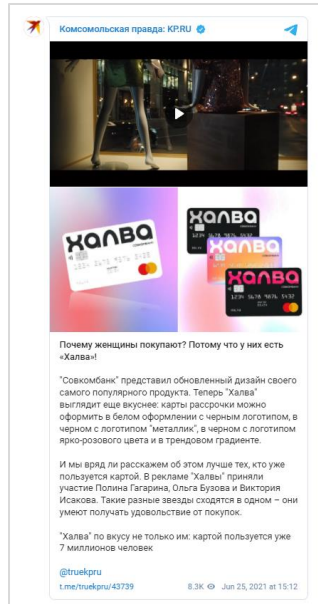 Комсомольская правда: KP.RU
ХАЛВА
ХАЛВА
ХАЛВА
ХАЛВА
Почему женщины покупают? Потому что у них есть
«Халва»!
"Совкомбанк" представил обновленный дизайн своего
самого популярного продукта. Теперь "Халва"
выглядит еще вкуснее: карты рассрочки можно
оформить в белом оформлении с черным логотипом, в
черном с логотипом "металлик", в черном с логотипом
ярко-розового цвета и в трендовом градиенте.
И мы вряд ли расскажем об этом лучше тех, кто уже
пользуется картой. В рекламе "Халвы" приняли
участие Полина Гагарина, Ольга Бузова и Виктория
Исакова. Такие разные звезды сходятся в одном – они
умеют получать удовольствие от покупок.
"Халва" по вкусу не только им: картой пользуется уже
7 миллионов человек
@truekpru
t.me/truekpru/43739 8.3K Jun 25, 2021 at 15:12